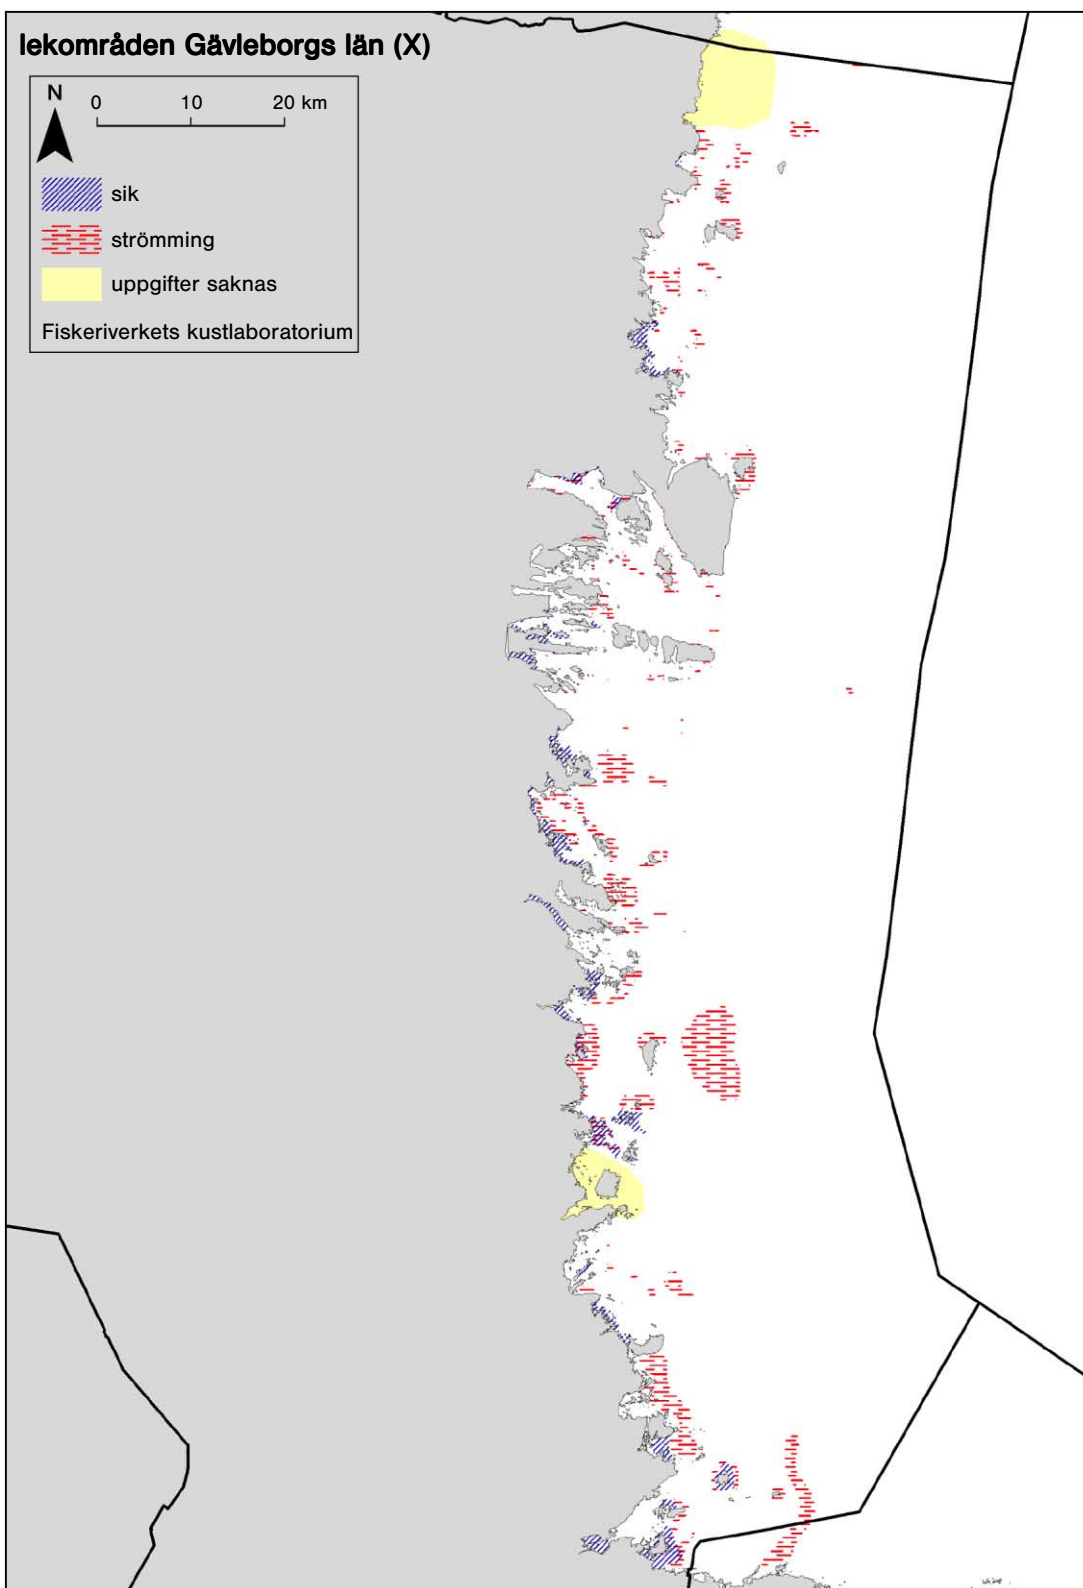 lekområden Gävleborgs län (X)
N
0 10 20 km
sik
strömming
uppgifter saknas
Fiskeriverkets kustlaboratorium